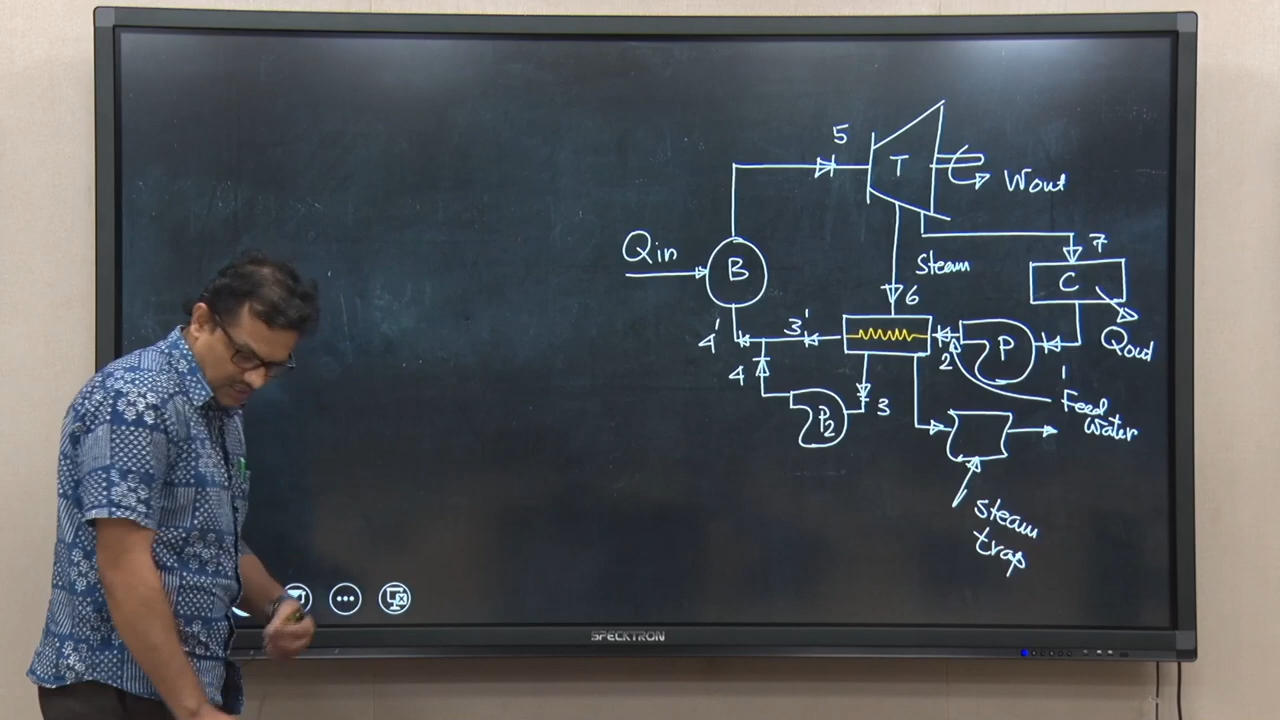 5
T
Wout
Qin
B
Steam
7
C
6
Qout
4'
3'
2
P
1
4
P2
3
Feed
Water
Steam
trap
SPECKTRON